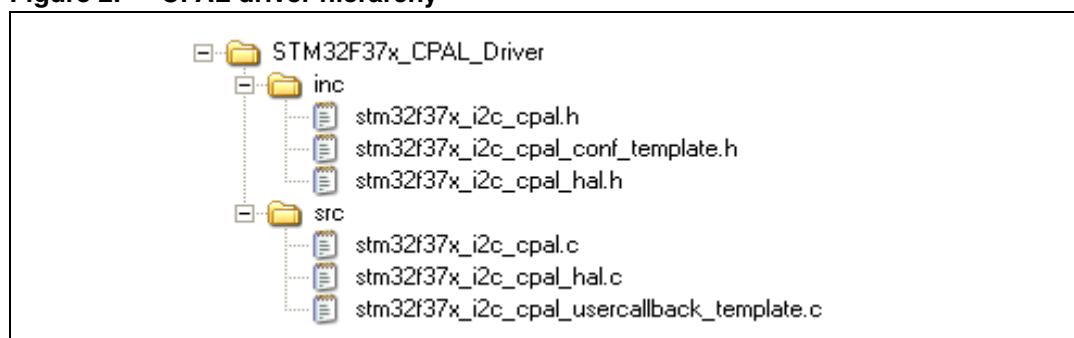 STM32F37x_CPAL_Driver
inc
stm32f37x_i2c_cpal.h
stm32f37x_i2c_cpal_conf_template.h
stm32f37x_i2c_cpal_hal.h
src
stm32f37x_i2c_cpal.c
stm32f37x_i2c_cpal_hal.c
stm32f37x_i2c_cpal_usercallback_template.c